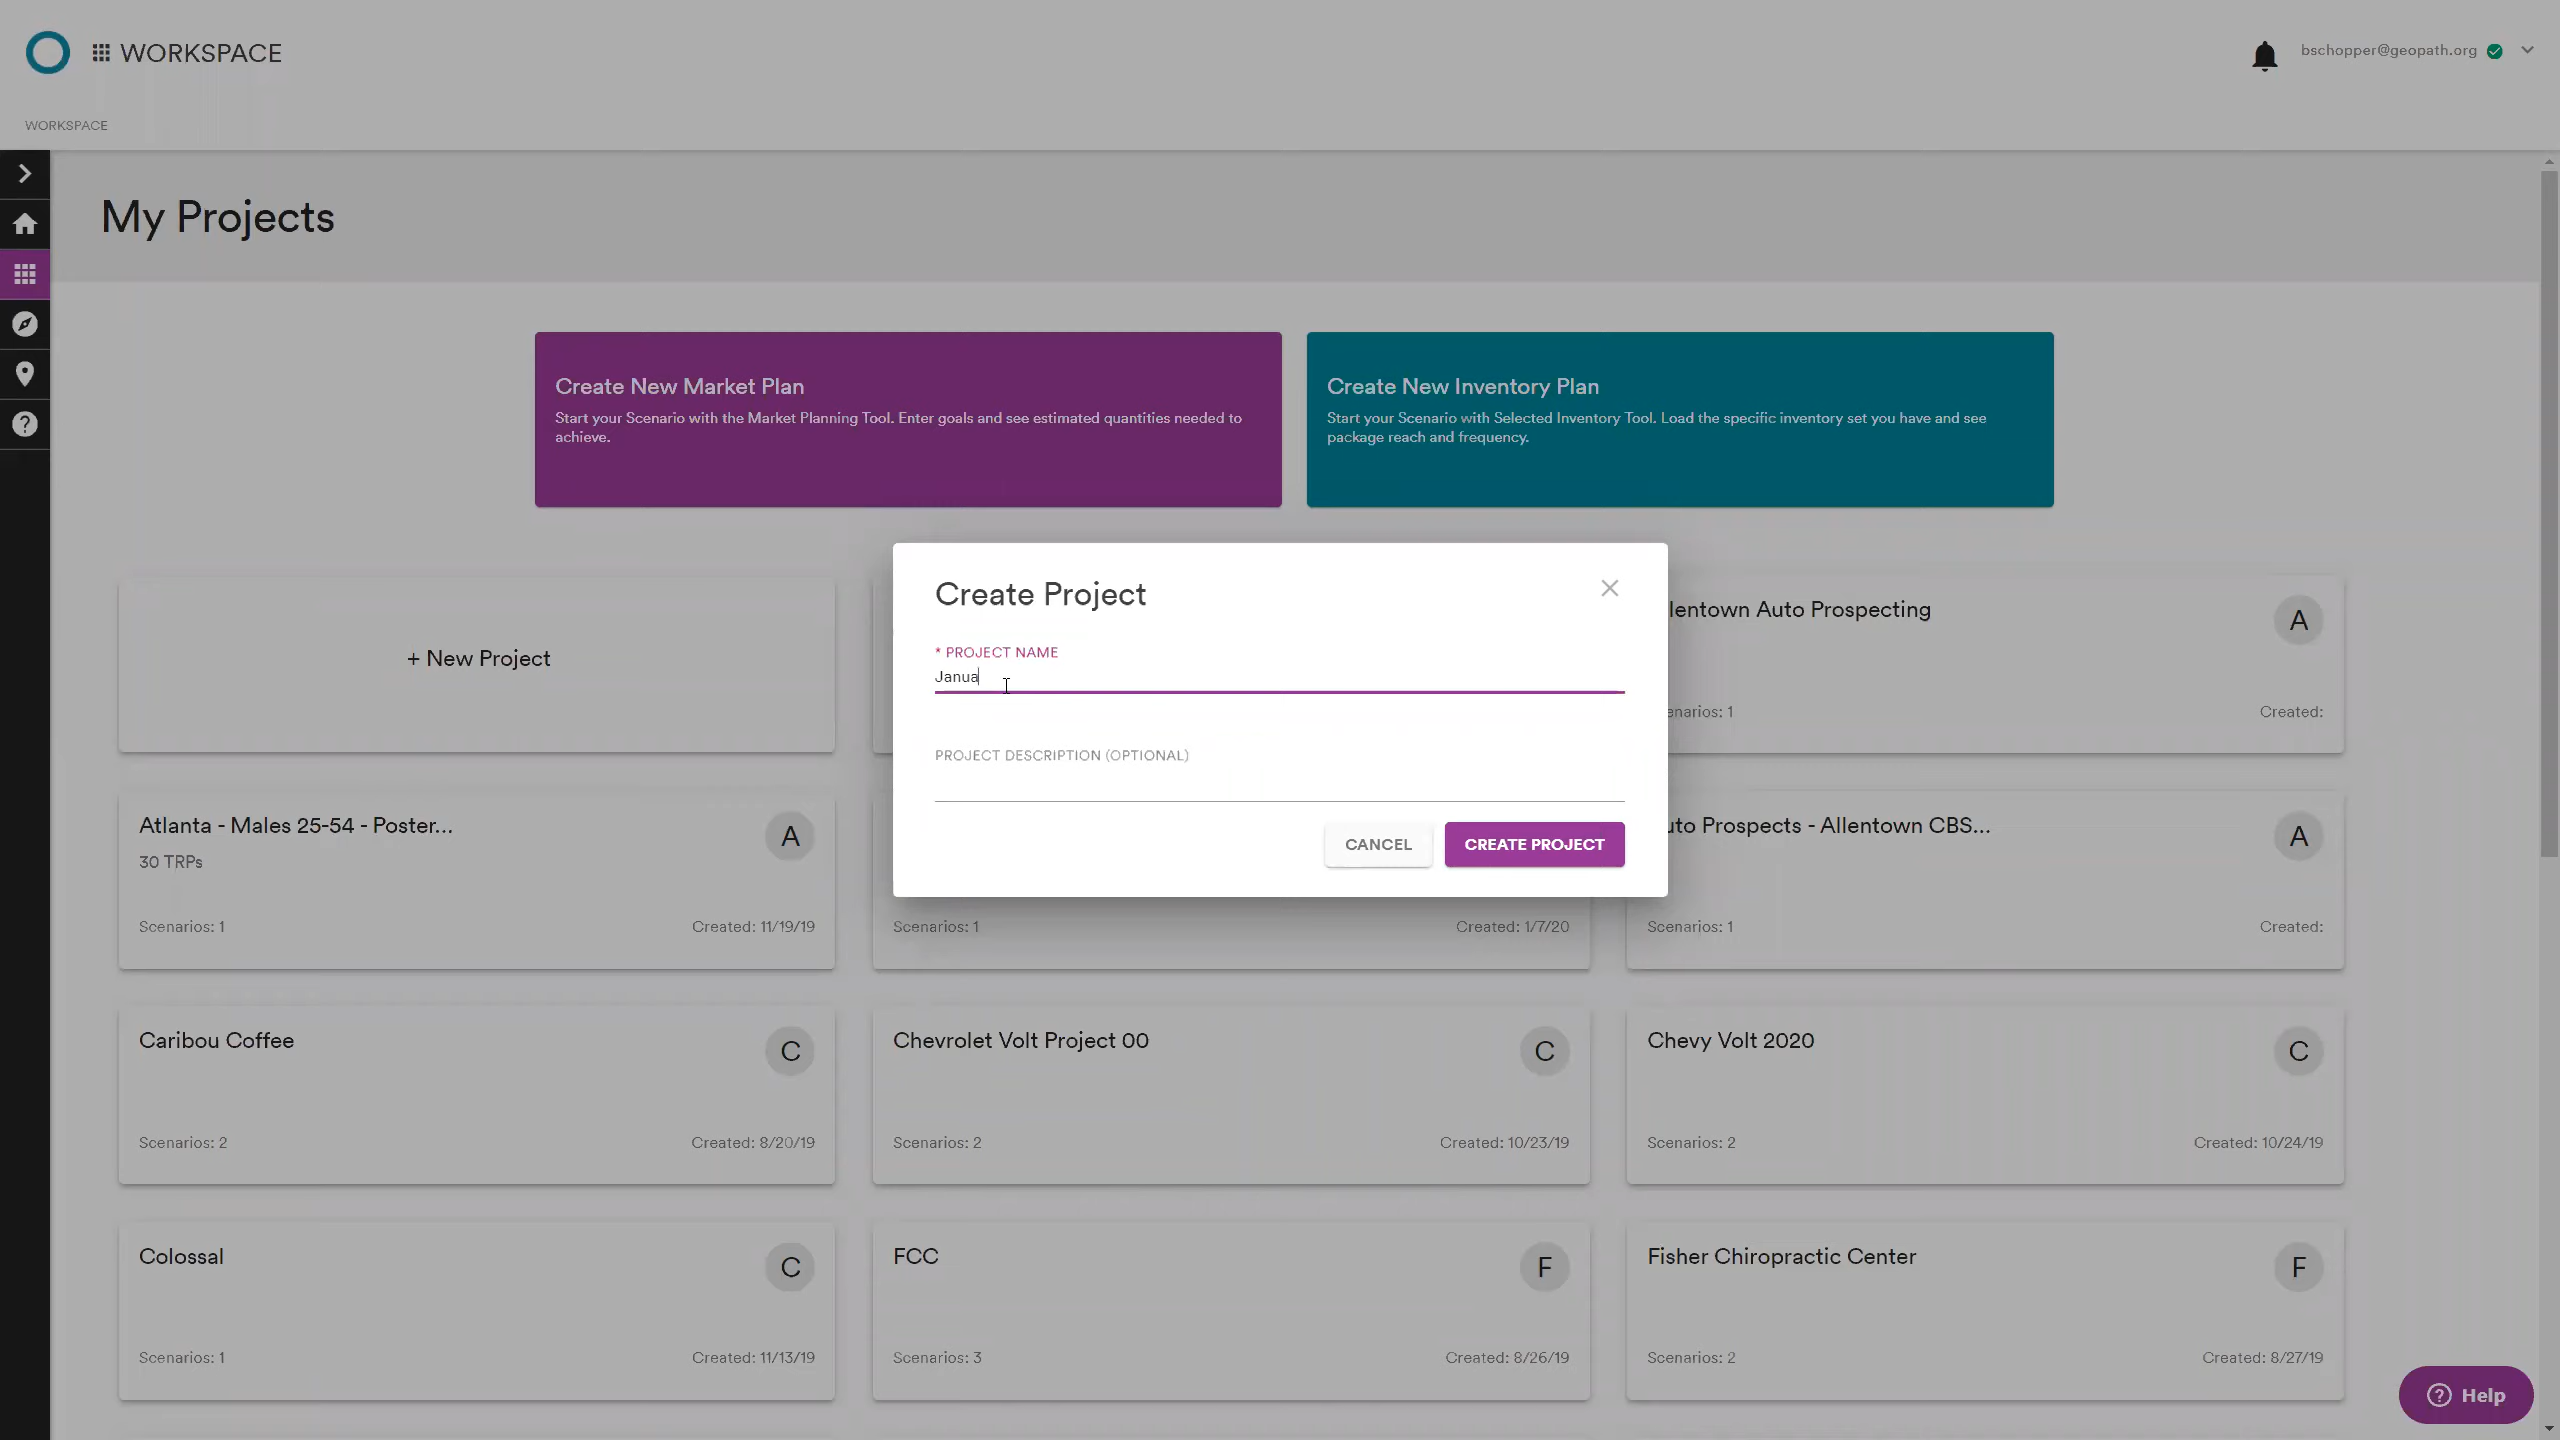 WORKSPACE
bschopper@geopath.org
WORKSPACE
My Projects
Create New Market Plan
Start your Scenario with the Market Planning Tool. Enter goals and see estimated quantities needed to
achieve.
Create New Inventory Plan
Start your Scenario with Selected Inventory Tool. Load the specific inventory set you have and see
package reach and frequency.
+ New Project
Create Project
* PROJECT NAME
Janua
PROJECT DESCRIPTION (OPTIONAL)
CANCEL
CREATE PROJECT
lentown Auto Prospecting
A
enarios: 1
Created:
Atlanta - Males 25-54 - Poster...
A
30 TRPs
Scenarios: 1
Created: 11/19/19
Scenarios: 1
Created: 1/7/20
uto Prospects - Allentown CBS...
A
Scenarios: 1
Created:
Caribou Coffee
C
Scenarios: 2
Created: 8/20/19
Chevrolet Volt Project 00
C
Scenarios: 2
Created: 10/23/19
Chevy Volt 2020
C
Scenarios: 2
Created: 10/24/19
Colossal
C
Scenarios: 1
Created: 11/13/19
FCC
F
Scenarios: 3
Created: 8/26/19
Fisher Chiropractic Center
F
Scenarios: 2
Created: 8/27/19
Help